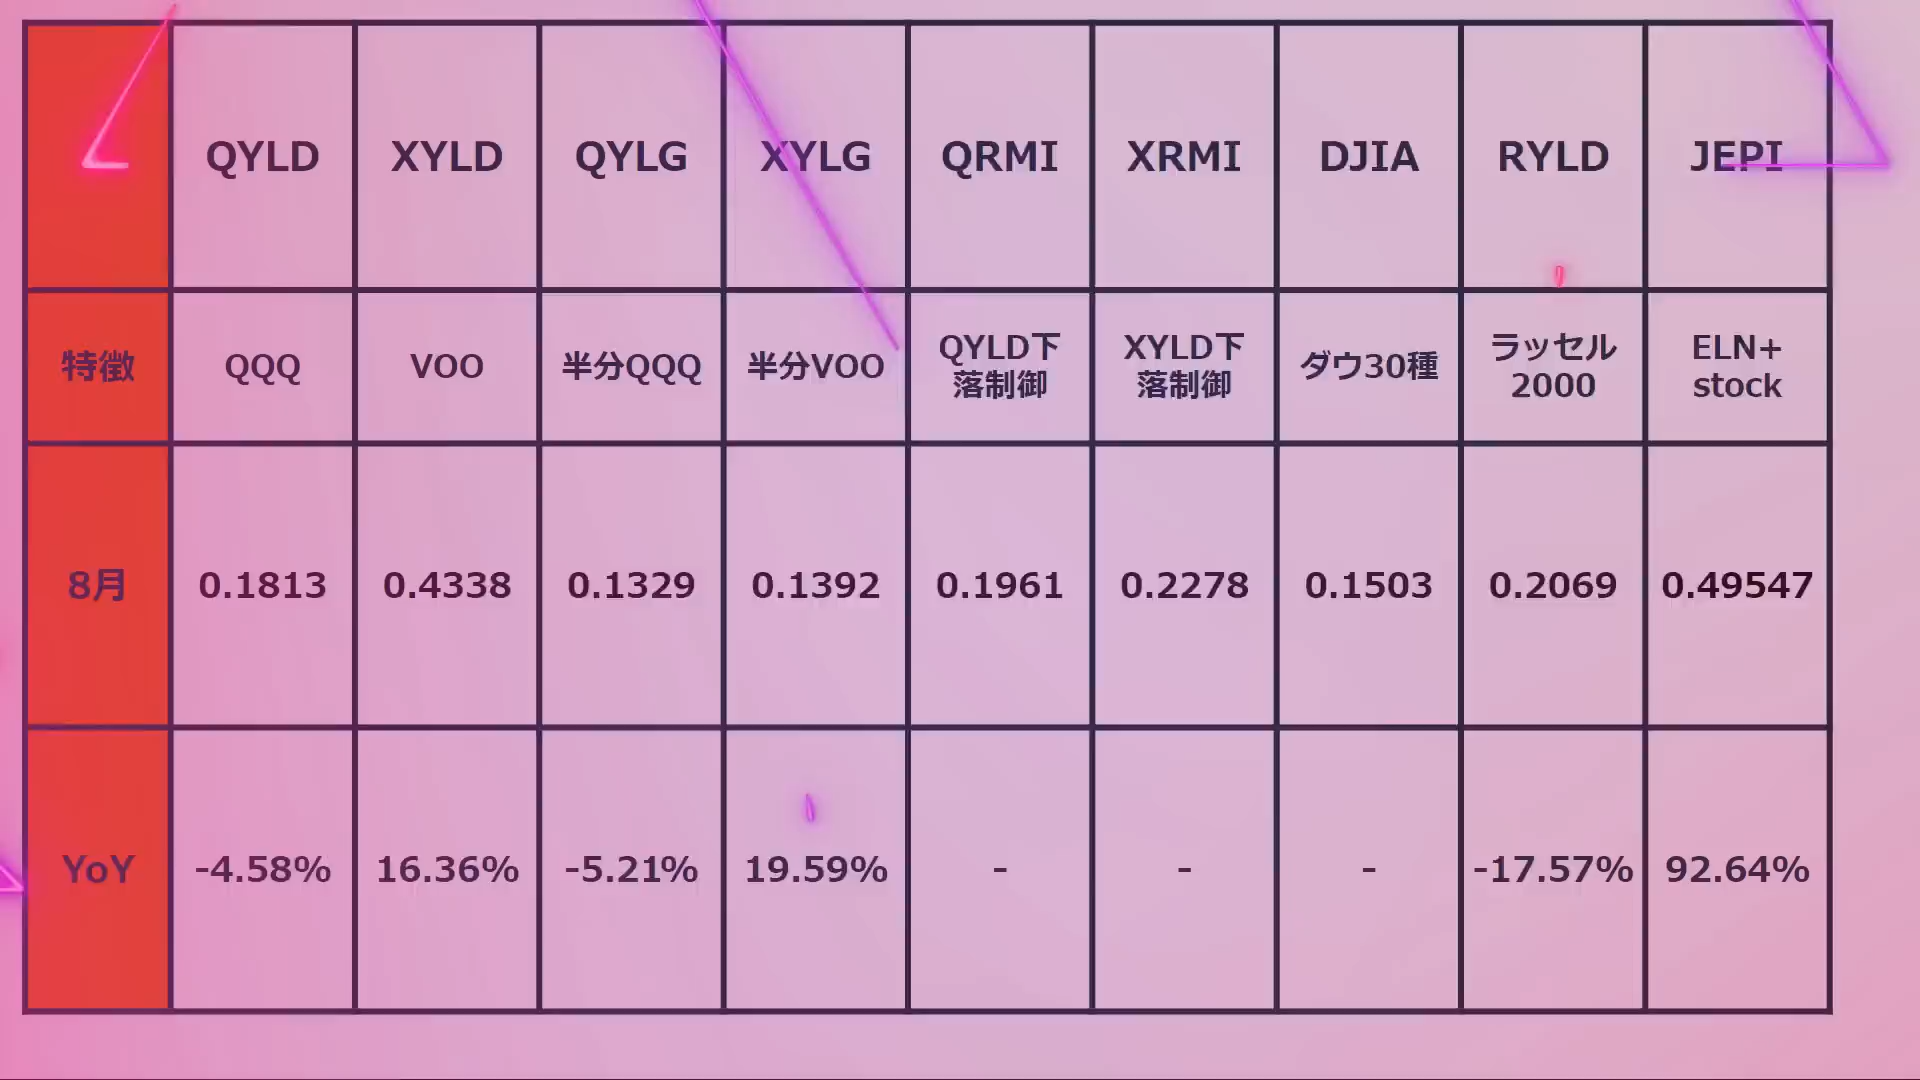 QYLD XYLD QYLG XYLG QRMI XRMI DJIA RYLD JEPI
特徴 QQQ VOO 半分QQQ 半分VOO QYLD下 XYLD下 ダウ30種 ラッセル ELN+
落制御 落制御 2000 stock
8月 0.1813 0.4338 0.1329 0.1392 0.1961 0.2278 0.1503 0.2069 0.49547
YoY -4.58% 16.36% -5.21% 19.59% - - - -17.57% 92.64%